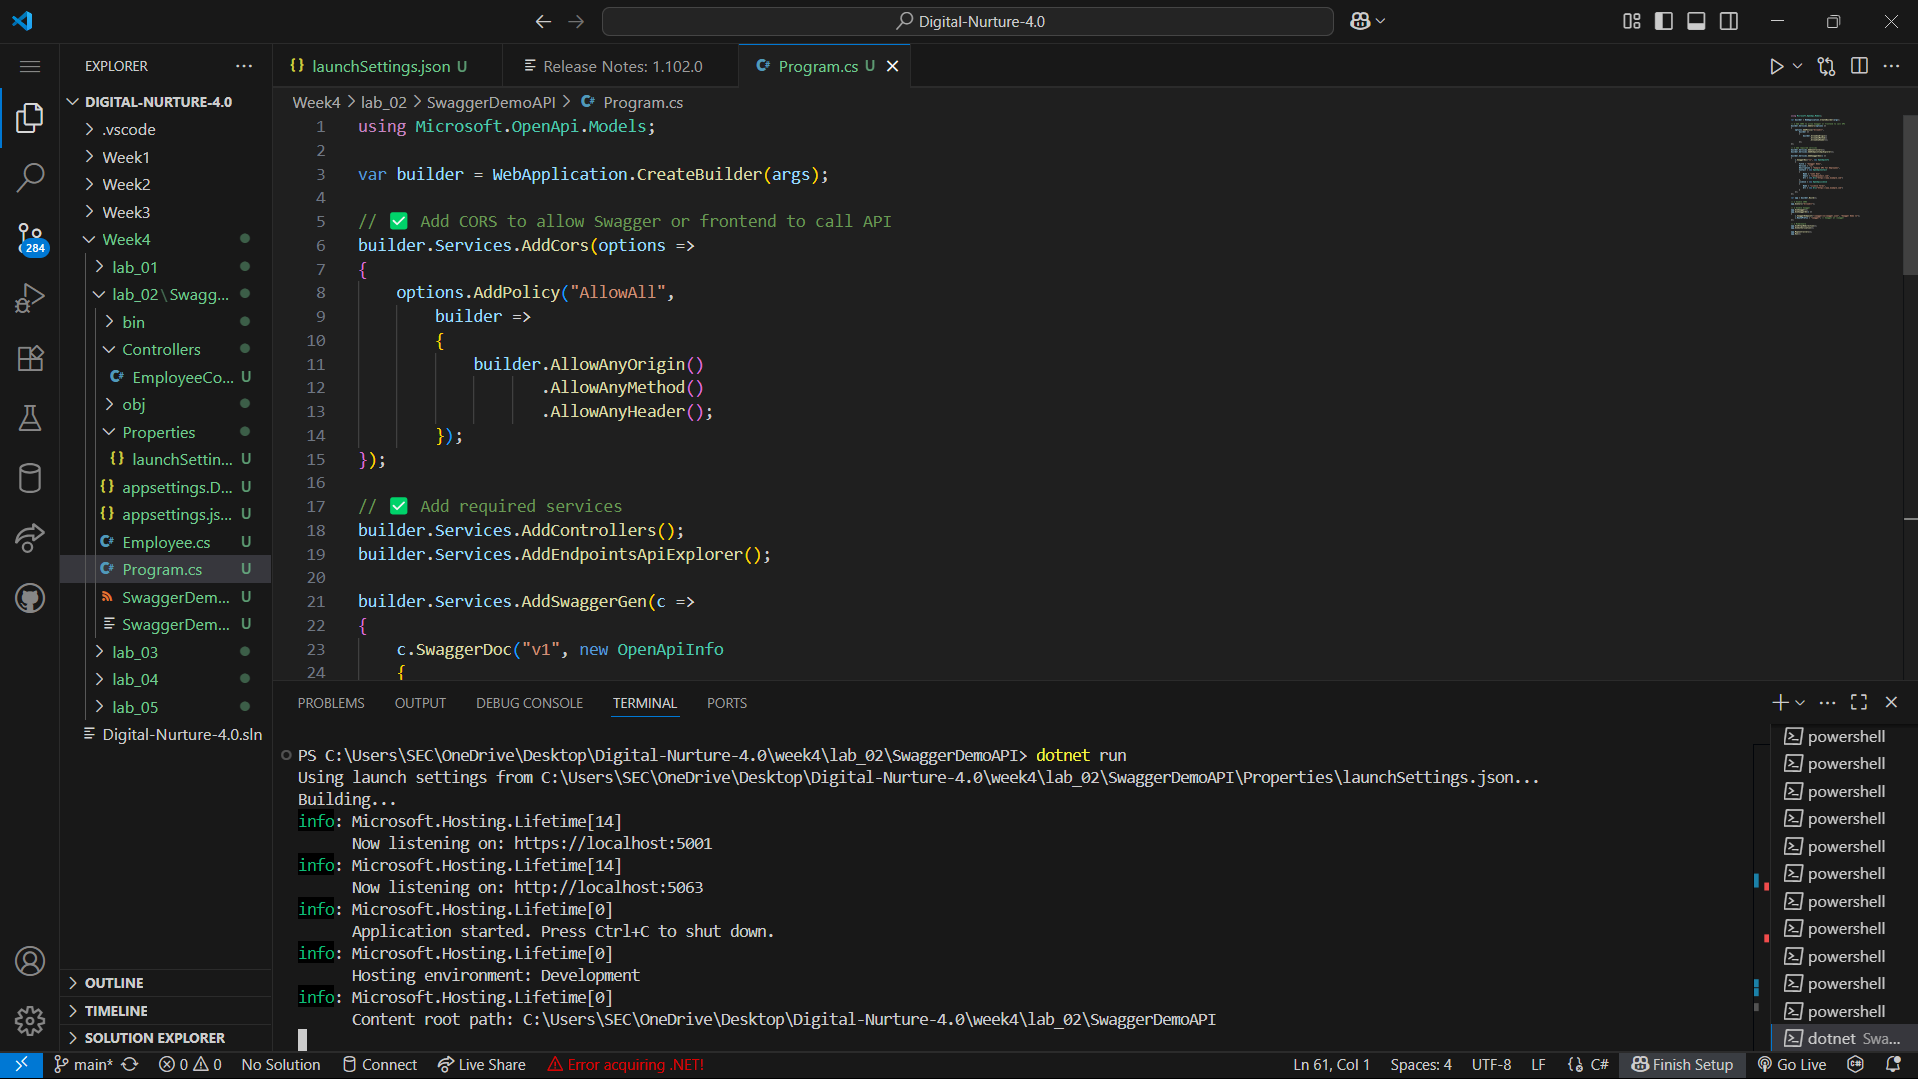 Digital-Nurture-4.0
EXPLORER
DIGITAL-NURTURE-4.0
.vscode
Week1
Week2
Week3
Week4
lab_01
lab_02\Swagg...
bin
Controllers
C# EmployeeCo... U
obj
Properties
{} launchSettin... U
{} appsettings.D... U
{} appsettings.js... U
C# Employee.cs U
C# Program.cs U
SwaggerDem... U
SwaggerDem... U
lab_03
lab_04
lab_05
Digital-Nurture-4.0.sln
OUTLINE
TIMELINE
SOLUTION EXPLORER
284
{} launchSettings.json U
Release Notes: 1.102.0
C# Program.cs U
Week4 > lab_02 > SwaggerDemoAPI > C# Program.cs
1 using Microsoft.OpenApi.Models;
2
3 var builder = WebApplication.CreateBuilder(args);
4
5 // ✅ Add CORS to allow Swagger or frontend to call API
6 builder.Services.AddCors(options =>
7 {
8 options.AddPolicy("AllowAll",
9 builder =>
10 {
11 builder.AllowAnyOrigin()
12 .AllowAnyMethod()
13 .AllowAnyHeader();
14 });
15 });
16
17 // ✅ Add required services
18 builder.Services.AddControllers();
19 builder.Services.AddEndpointsApiExplorer();
20
21 builder.Services.AddSwaggerGen(c =>
22 {
23 c.SwaggerDoc("v1", new OpenApiInfo
24 {
PROBLEMS OUTPUT DEBUG CONSOLE TERMINAL PORTS
PS C:\Users\SEC\OneDrive\Desktop\Digital-Nurture-4.0\week4\lab_02\SwaggerDemoAPI> dotnet run
Using launch settings from C:\Users\SEC\OneDrive\Desktop\Digital-Nurture-4.0\week4\lab_02\SwaggerDemoAPI\Properties\launchSettings.json...
Building...
info: Microsoft.Hosting.Lifetime[14]
Now listening on: https://localhost:5001
info: Microsoft.Hosting.Lifetime[14]
Now listening on: http://localhost:5063
info: Microsoft.Hosting.Lifetime[0]
Application started. Press Ctrl+C to shut down.
info: Microsoft.Hosting.Lifetime[0]
Hosting environment: Development
info: Microsoft.Hosting.Lifetime[0]
Content root path: C:\Users\SEC\OneDrive\Desktop\Digital-Nurture-4.0\week4\lab_02\SwaggerDemoAPI
powershell
powershell
powershell
powershell
powershell
powershell
powershell
powershell
powershell
powershell
powershell
dotnet Swa...
main* 0 0 No Solution Connect Live Share Error acquiring .NET! Ln 61, Col 1 Spaces: 4 UTF-8 LF {} C# Finish Setup Go Live